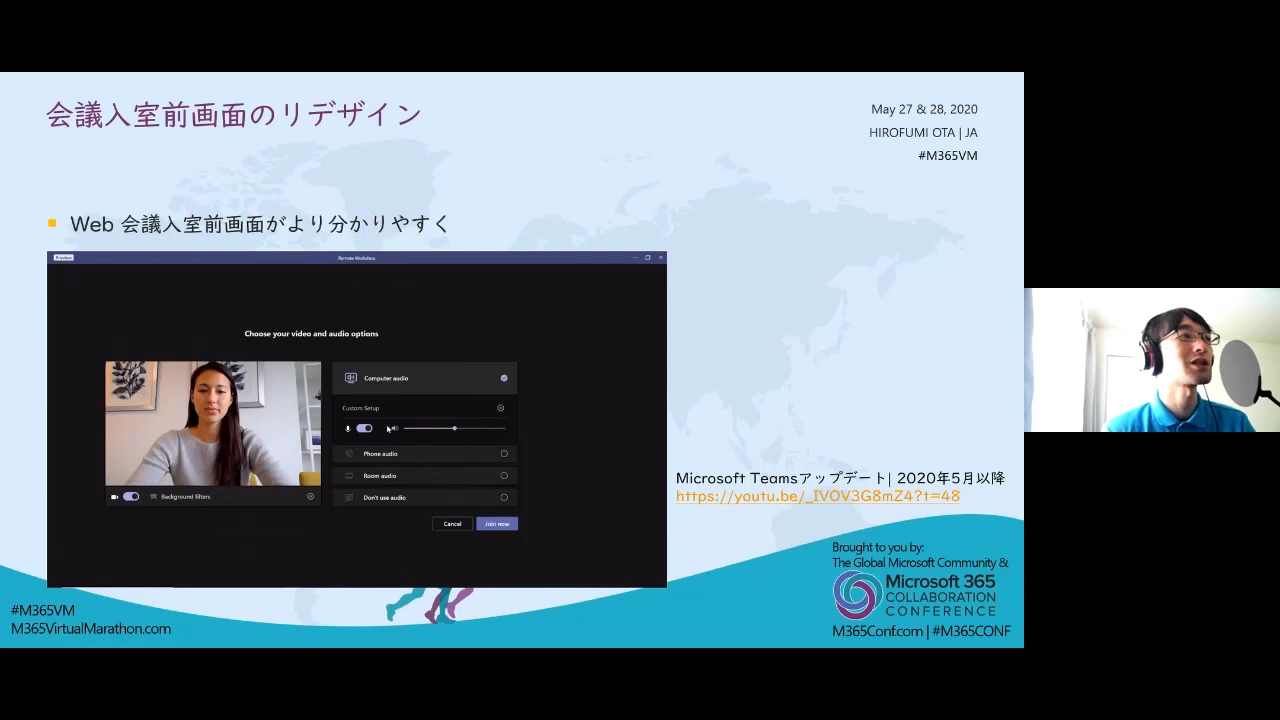 会議入室前画面のリデザイン
May 27 & 28, 2020
HIROFUMI OTA | JA
#M365VM
Web 会議入室前画面がより分かりやすく
Preview
Remote Workshop
Choose your video and audio options
Computer audio
Custom Setup
Phone audio
Room audio
Don't use audio
Background filters
Cancel
Join now
Microsoft Teamsアップデート| 2020年5月以降
https://youtu.be/_IVOV3G8mZ4?t=48
Brought to you by:
The Global Microsoft Community &
Microsoft 365
COLLABORATION
CONFERENCE
M365Conf.com | #M365CONF
#M365VM
M365VirtualMarathon.com